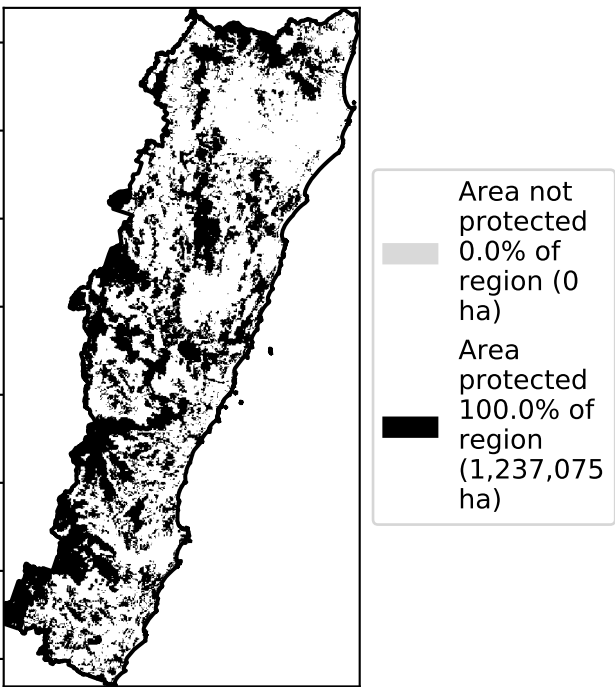 Area not
protected
0.0% of
region (0
ha)
Area
protected
100.0% of
region
(1,237,075
ha)